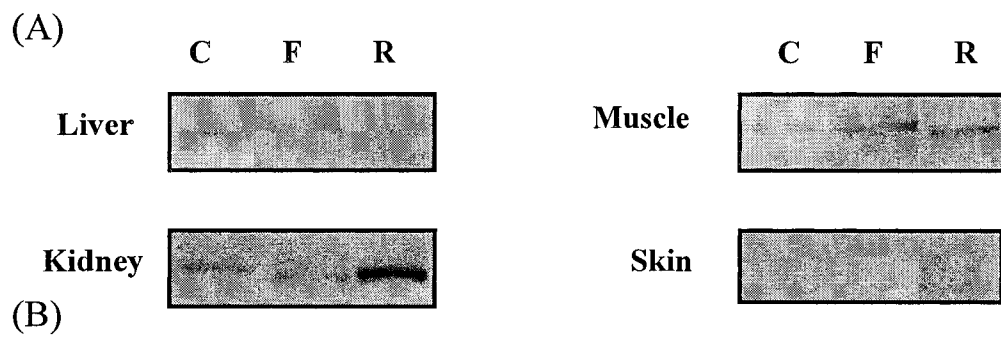 (A)
C F R C F R
Liver Muscle
Kidney Skin
(B)